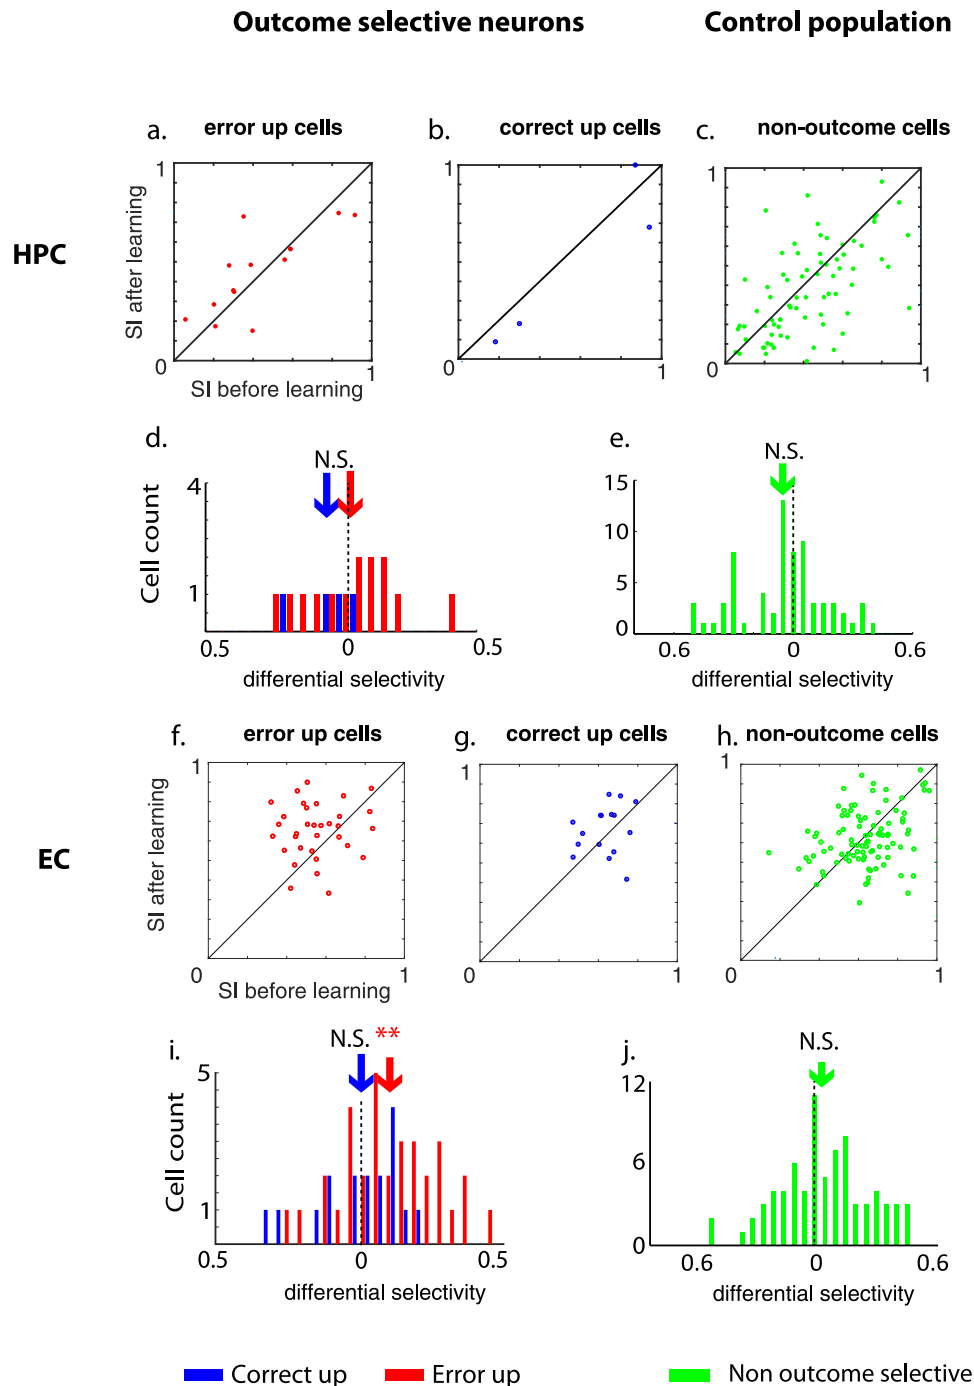 Outcome selective neurons Control population
a. error up cells b. correct up cells c. non-outcome cells
HPC
SI after learning
1
0
SI before learning
1
1
0
1
1
0
1
d. e.
N.S.
N.S.
Cell count
4
1
0.5 0 0.5
differential selectivity
15
10
5
0
0.6 0 0.6
differential selectivity
f. error up cells g. correct up cells h. non-outcome cells
EC
SI after learning
1
0
SI before learning
1
1
0
1
1
0
1
i. j.
N.S. **
N.S.
Cell count
5
1
0.5 0 0.5
differential selectivity
12
6
0
0.6 0 0.6
differential selectivity
Correct up Error up Non outcome selective